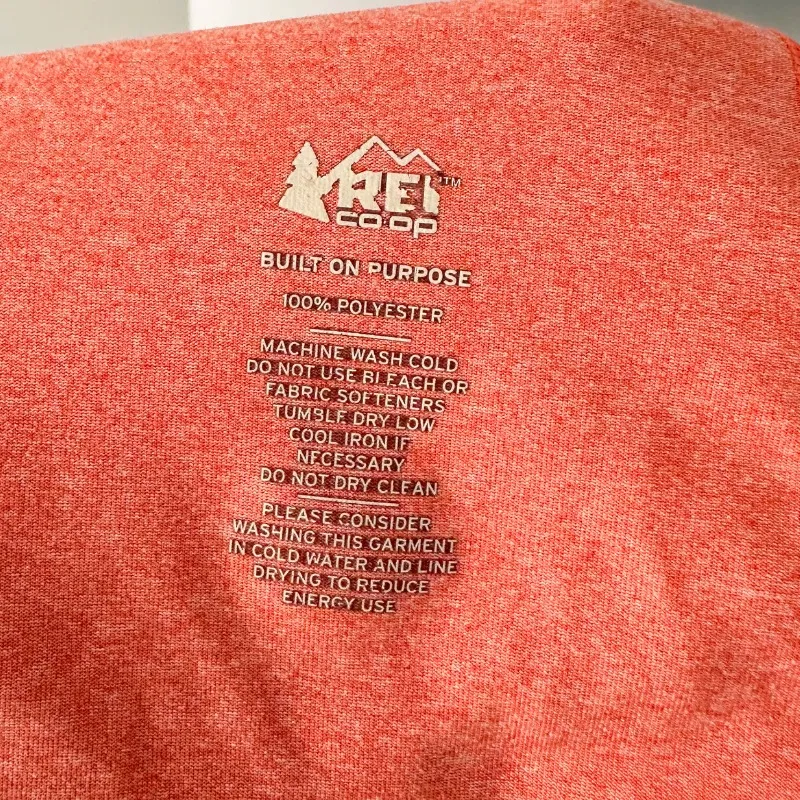 REI™
co·op
BUILT ON PURPOSE
100% POLYESTER
MACHINE WASH COLD
DO NOT USE BLEACH OR
FABRIC SOFTENERS
TUMBLE DRY LOW
COOL IRON IF
NECESSARY
DO NOT DRY CLEAN
PLEASE CONSIDER
WASHING THIS GARMENT
IN COLD WATER AND LINE
DRYING TO REDUCE
ENERGY USE